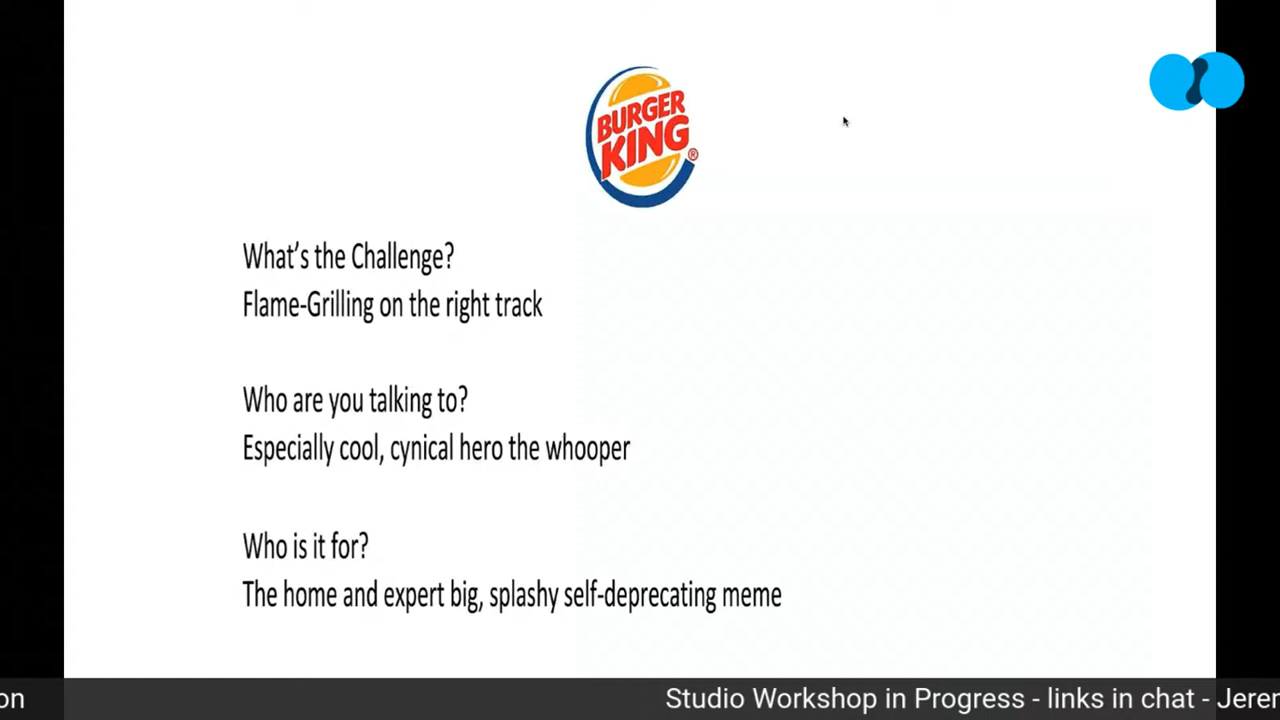 BURGER
KING
®
What's the Challenge?
Flame-Grilling on the right track
Who are you talking to?
Especially cool, cynical hero the whooper
Who is it for?
The home and expert big, splashy self-deprecating meme
on
Studio Workshop in Progress - links in chat - Jerer